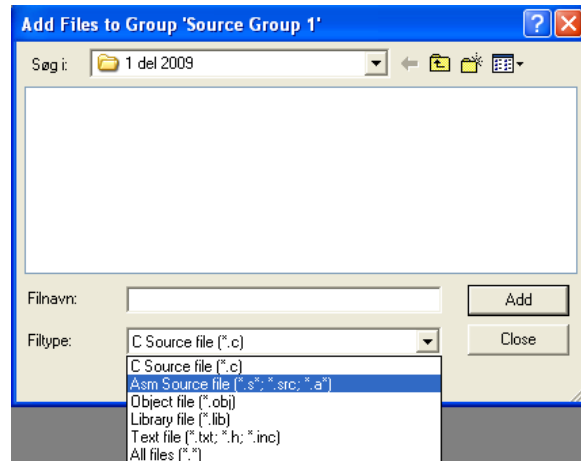 Add Files to Group 'Source Group 1'
Søg i: 1 del 2009
Filnavn: Add
Filtype: C Source file (*.c) Close
C Source file (*.c)
Asm Source file (*.s*; *.src; *.a*)
Object file (*.obj)
Library file (*.lib)
Text file (*.txt; *.h; *.inc)
All files (*.*)